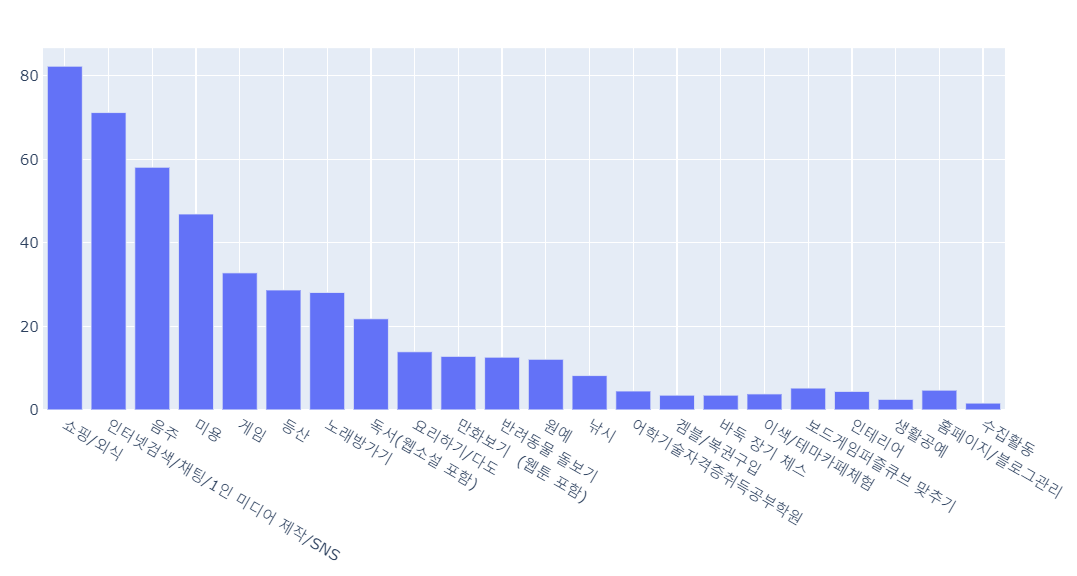 80
60
40
20
0
쇼핑/외식
인터넷검색/채팅/1인 미디어 제작/SNS
음주
미용
게임
등산
노래방가기
독서(웹소설 포함)
요리하기/다도
만화보기 (웹툰 포함)
반려동물 돌보기
원예
낚시
어학기술자격증취득공부학원
겜블/복권구입
바둑 장기 체스
이색/테마카페체험
보드게임퍼즐큐브 맞추기
인테리어
생활공예
홈페이지/블로그관리
수집활동